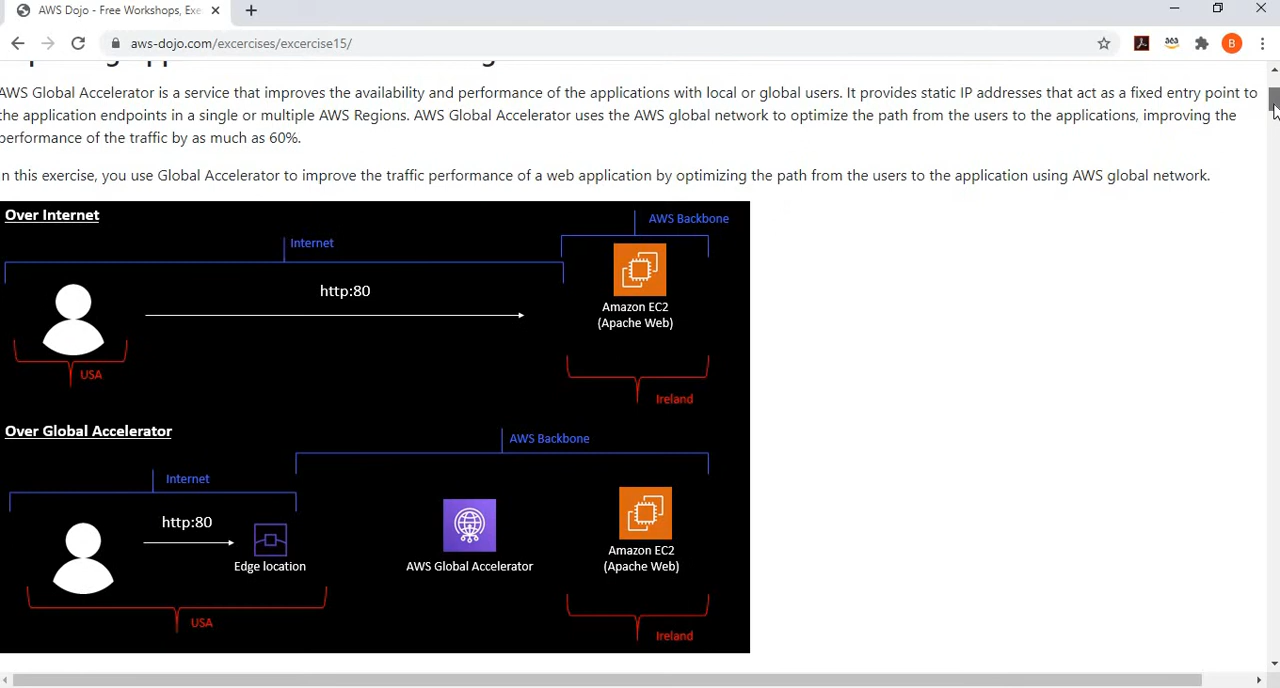 AWS Dojo - Free Workshops, Exe
aws-dojo.com/excercises/excercise15/
B
AWS Global Accelerator is a service that improves the availability and performance of the applications with local or global users. It provides static IP addresses that act as a fixed entry point to
the application endpoints in a single or multiple AWS Regions. AWS Global Accelerator uses the AWS global network to optimize the path from the users to the applications, improving the
performance of the traffic by as much as 60%.
n this exercise, you use Global Accelerator to improve the traffic performance of a web application by optimizing the path from the users to the application using AWS global network.
Over Internet
AWS Backbone
Internet
http:80
Amazon EC2
(Apache Web)
USA
Ireland
Over Global Accelerator
AWS Backbone
Internet
http:80
Edge location
AWS Global Accelerator
Amazon EC2
(Apache Web)
USA
Ireland